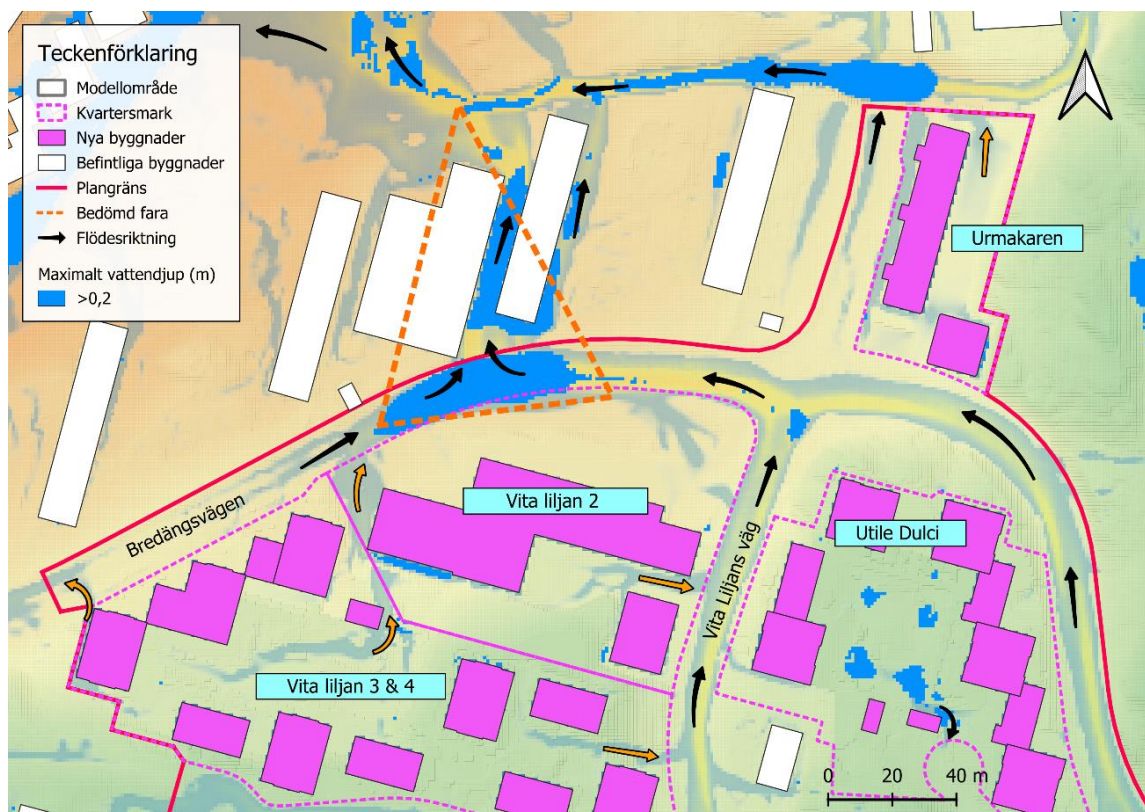 Teckenförklaring
Modellområde
Kvartersmark
Nya byggnader
Befintliga byggnader
Plangräns
Bedömd fara
Flödesriktning
Maximalt vattendjup (m)
>0,2
Urmakaren
Vita liljan 2
Utile Dulci
Bredängsvägen
Vita Liljans väg
Vita liljan 3 & 4
0 20 40 m